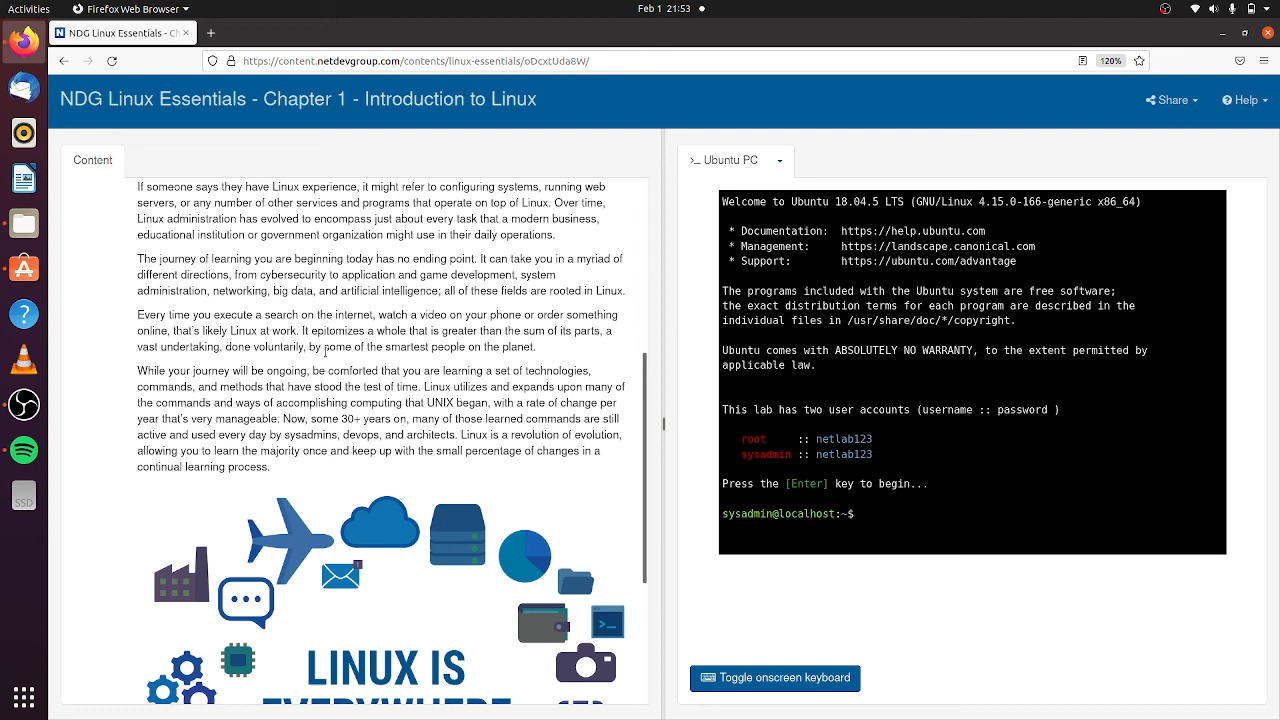 Activities
Firefox Web Browser
Feb 1 21:53
NDG Linux Essentials - Ch
https://content.netdevgroup.com/contents/linux-essentials/oDcxtUda8W/
120%
NDG Linux Essentials - Chapter 1 - Introduction to Linux
Share
Help
Content
If someone says they have Linux experience, it might refer to configuring systems, running web
servers, or any number of other services and programs that operate on top of Linux. Over time,
Linux administration has evolved to encompass just about every task that a modern business,
educational institution or government organization might use in their daily operations.
The journey of learning you are beginning today has no ending point. It can take you in a myriad of
different directions, from cybersecurity to application and game development, system
administration, networking, big data, and artificial intelligence; all of these fields are rooted in Linux.
Every time you execute a search on the internet, watch a video on your phone or order something
online, that's likely Linux at work. It epitomizes a whole that is greater than the sum of its parts, a
vast undertaking, done voluntarily, by some of the smartest people on the planet.
While your journey will be ongoing, be comforted that you are learning a set of technologies,
commands, and methods that have stood the test of time. Linux utilizes and expands upon many of
the commands and ways of accomplishing computing that UNIX began, with a rate of change per
year that's very manageable. Now, some 30+ years on, many of those learned commands are still
active and used every day by sysadmins, devops, and architects. Linux is a revolution of evolution,
allowing you to learn the majority once and keep up with the small percentage of changes in a
continual learning process.
LINUX IS
EVERYWHERE
>_ Ubuntu PC
Welcome to Ubuntu 18.04.5 LTS (GNU/Linux 4.15.0-166-generic x86_64)
* Documentation: https://help.ubuntu.com
* Management: https://landscape.canonical.com
* Support: https://ubuntu.com/advantage
The programs included with the Ubuntu system are free software;
the exact distribution terms for each program are described in the
individual files in /usr/share/doc/*/copyright.
Ubuntu comes with ABSOLUTELY NO WARRANTY, to the extent permitted by
applicable law.
This lab has two user accounts (username :: password )
root :: netlab123
sysadmin :: netlab123
Press the [Enter] key to begin...
sysadmin@localhost:~$
Toggle onscreen keyboard
SSD